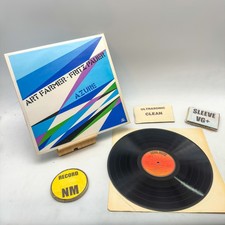 ART FARMER · FRITZ PAUER
AZURE
ULTRASONIC
CLEAN
SLEEVE
VG+
RECORD
NM